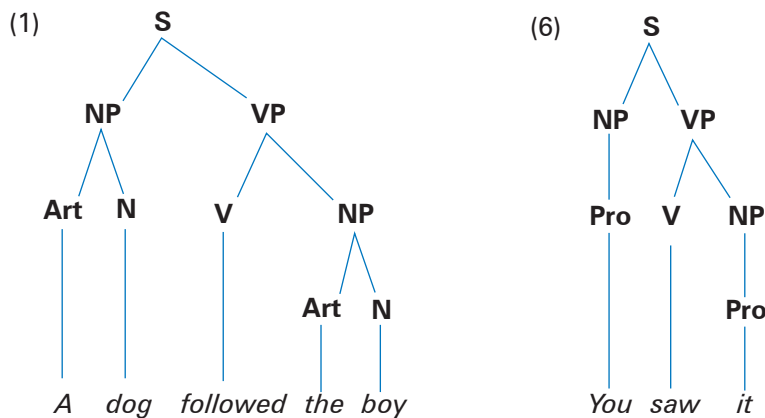 (1) S (6) S
NP VP NP VP
Art N V NP Pro V NP
Art N Pro
A dog followed the boy You saw it